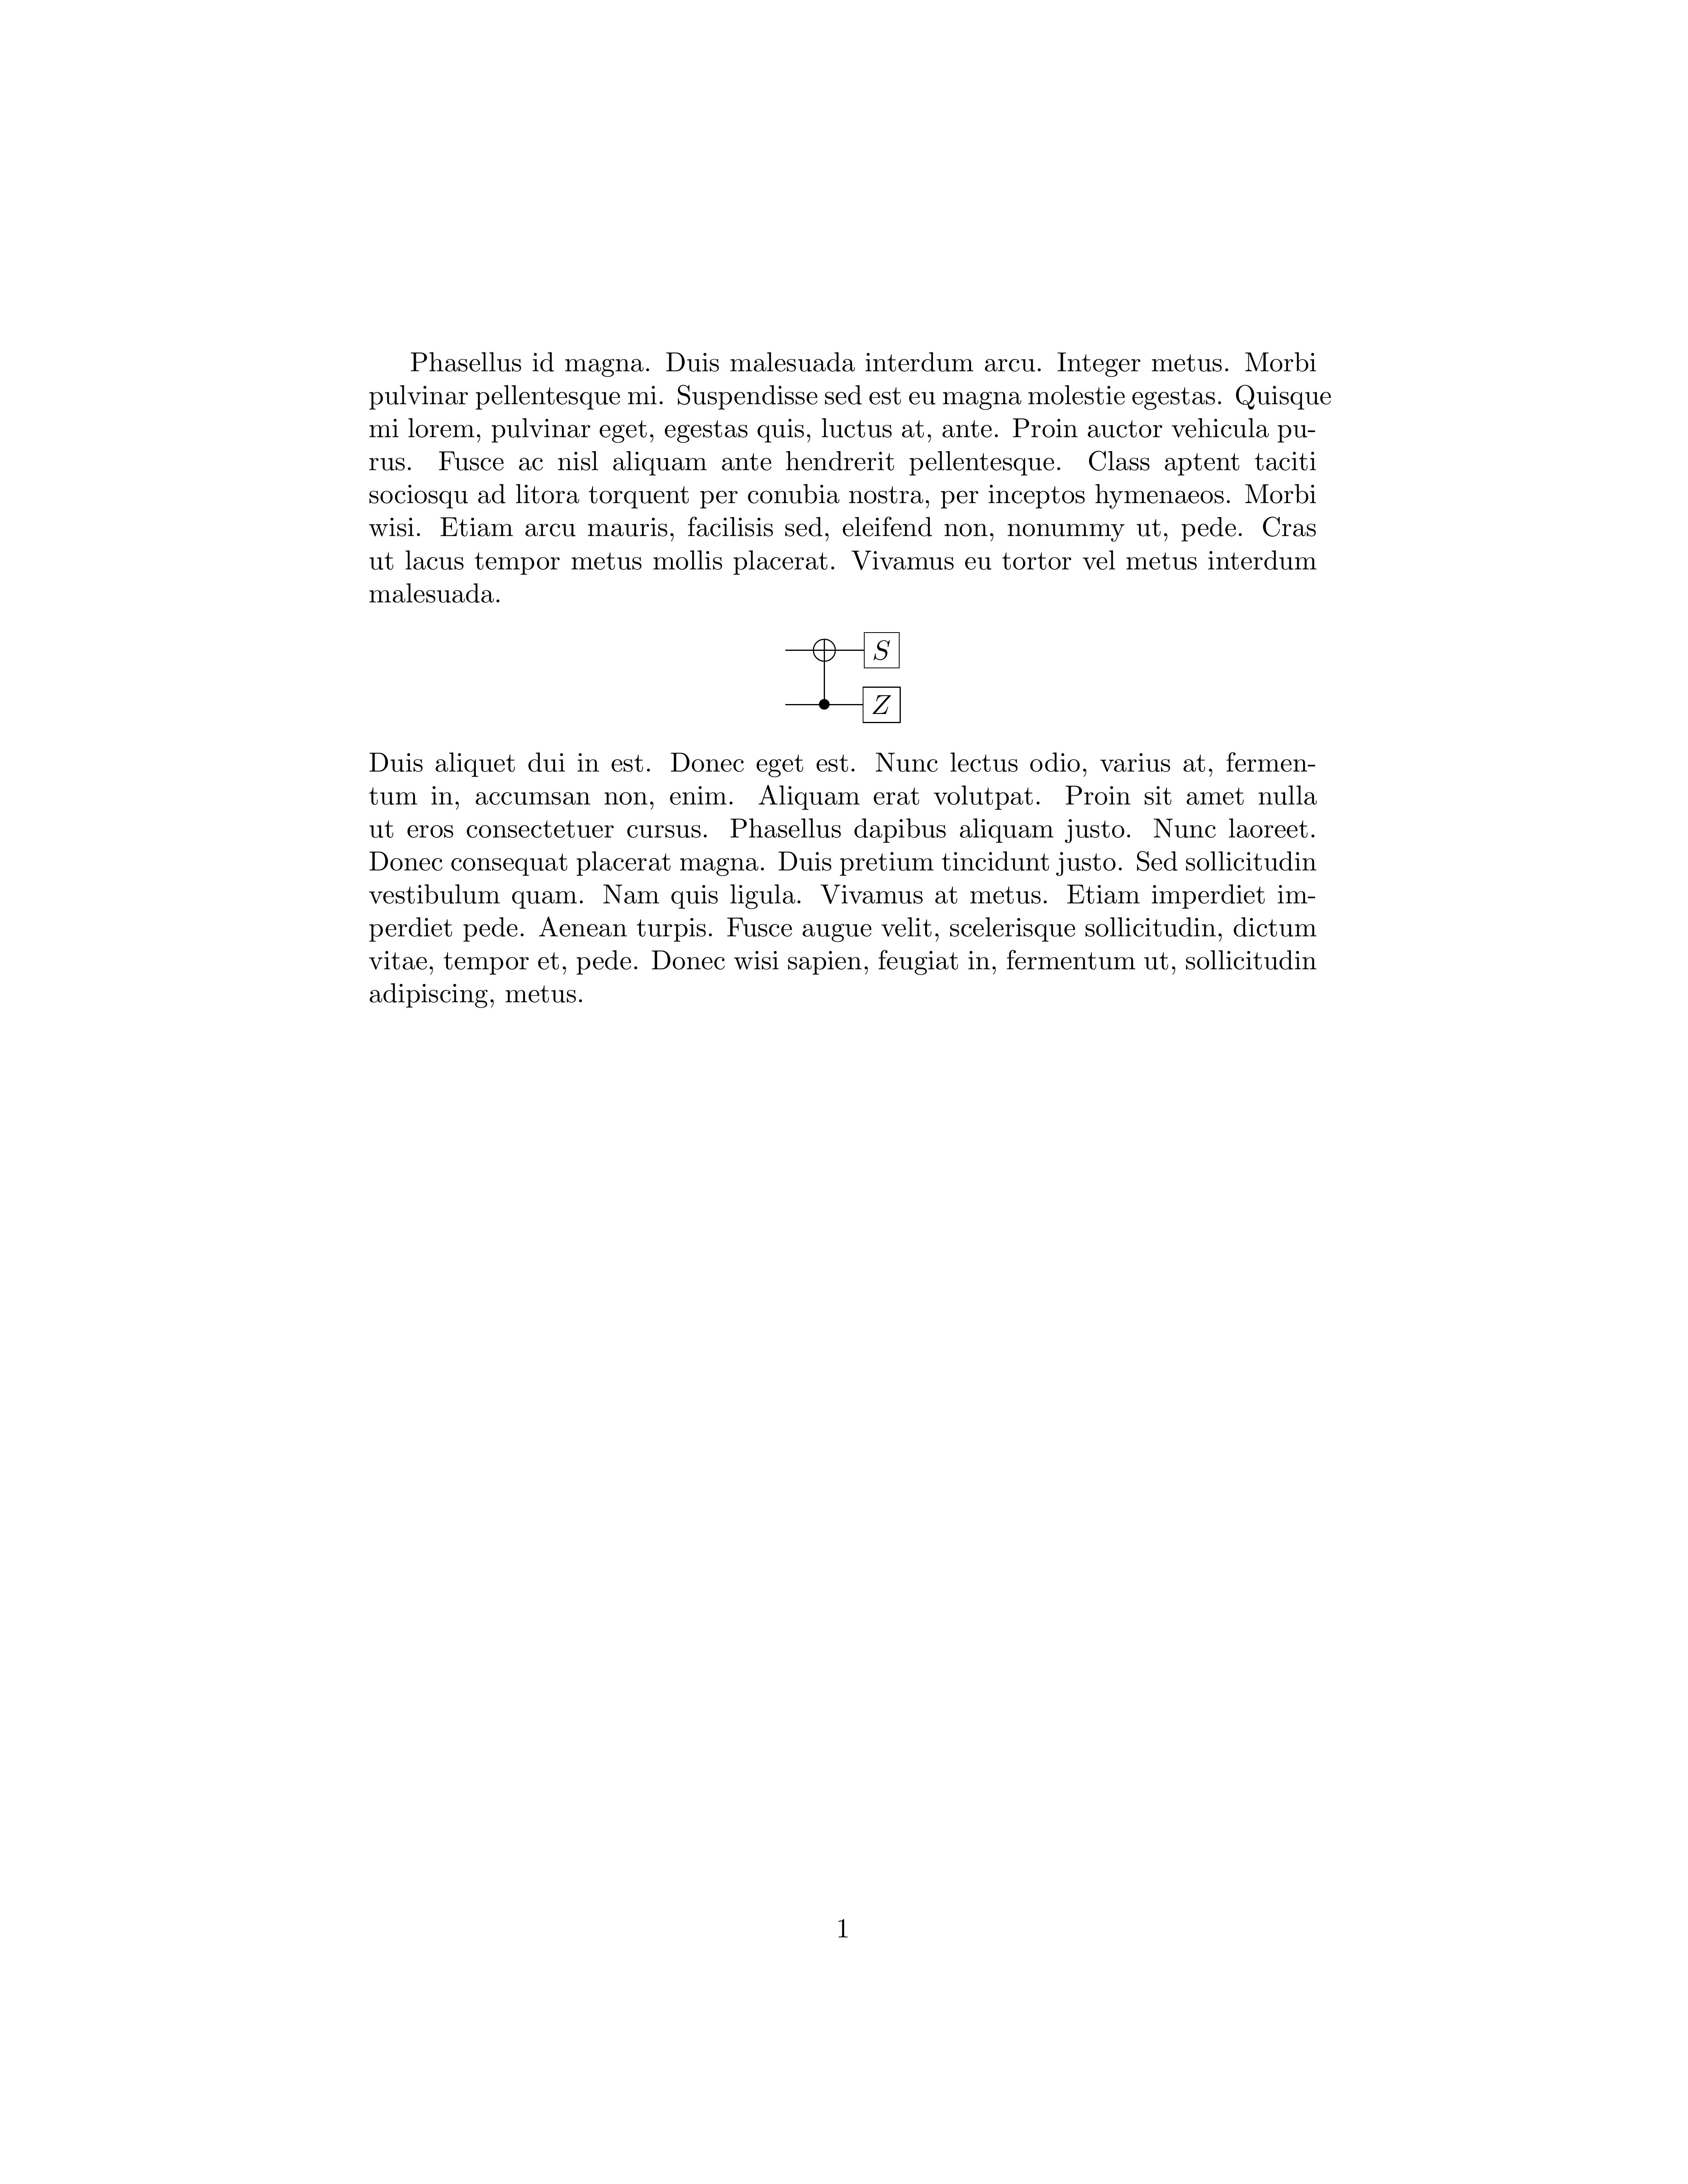 Phasellus id magna. Duis malesuada interdum arcu. Integer metus. Morbi
pulvinar pellentesque mi. Suspendisse sed est eu magna molestie egestas. Quisque
mi lorem, pulvinar eget, egestas quis, luctus at, ante. Proin auctor vehicula pu-
rus. Fusce ac nisl aliquam ante hendrerit pellentesque. Class aptent taciti
sociosqu ad litora torquent per conubia nostra, per inceptos hymenaeos. Morbi
wisi. Etiam arcu mauris, facilisis sed, eleifend non, nonummy ut, pede. Cras
ut lacus tempor metus mollis placerat. Vivamus eu tortor vel metus interdum
malesuada.
S
Z
Duis aliquet dui in est. Donec eget est. Nunc lectus odio, varius at, fermen-
tum in, accumsan non, enim. Aliquam erat volutpat. Proin sit amet nulla
ut eros consectetuer cursus. Phasellus dapibus aliquam justo. Nunc laoreet.
Donec consequat placerat magna. Duis pretium tincidunt justo. Sed sollicitudin
vestibulum quam. Nam quis ligula. Vivamus at metus. Etiam imperdiet im-
perdiet pede. Aenean turpis. Fusce augue velit, scelerisque sollicitudin, dictum
vitae, tempor et, pede. Donec wisi sapien, feugiat in, fermentum ut, sollicitudin
adipiscing, metus.
1